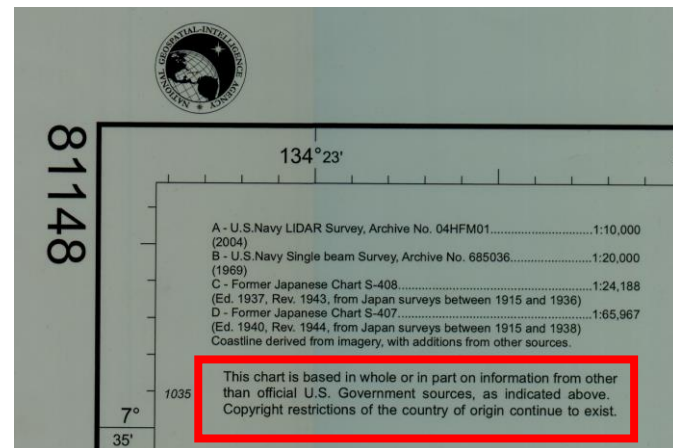 NATIONAL GEOSPATIAL-INTELLIGENCE AGENCY
81148
134°23'
A - U.S.Navy LIDAR Survey, Archive No. 04HFM01..............................1:10,000
(2004)
B - U.S.Navy Single beam Survey, Archive No. 685036.........................1:20,000
(1969)
C - Former Japanese Chart S-408.....................................................1:24,188
(Ed. 1937, Rev. 1943, from Japan surveys between 1915 and 1936)
D - Former Japanese Chart S-407.....................................................1:65,967
(Ed. 1940, Rev. 1944, from Japan surveys between 1915 and 1938)
Coastline derived from imagery, with additions from other sources.
This chart is based in whole or in part on information from other
1035 than official U.S. Government sources, as indicated above.
Copyright restrictions of the country of origin continue to exist.
7°
35'